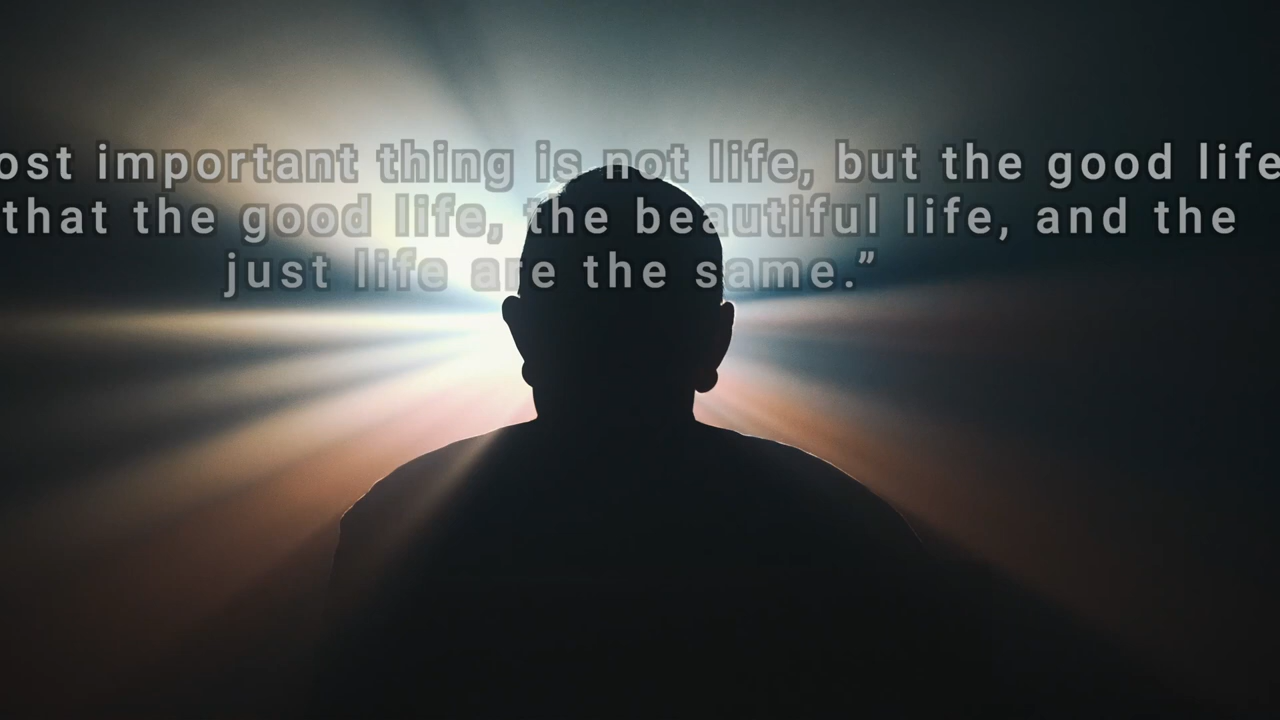 ost important thing is not life, but the good life
that the good life, the beautiful life, and the
just life are the same.”